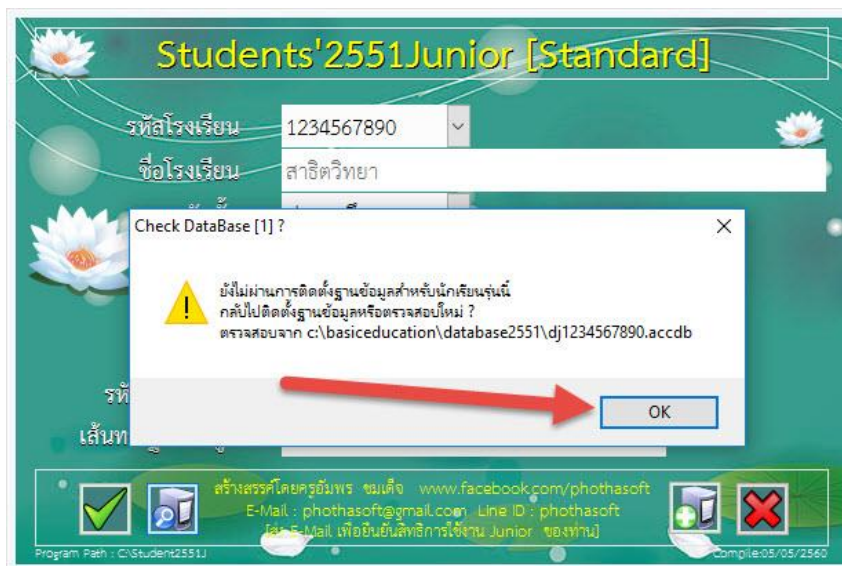 Students'2551Junior [Standard]
รหัสโรงเรียน 1234567890
ชื่อโรงเรียน สาธิตวิทยา
Check DataBase [1] ?
ยังไม่ผ่านการติดตั้งฐานข้อมูลสำหรับนักเรียนรุ่นนี้
กลับไปติดตั้งฐานข้อมูลหรือตรวจสอบใหม่ ?
ตรวจสอบจาก c:\basiceducation\database2551\dj1234567890.accdb
OK
สร้างสรรค์โดยครูอัมพร ชมเด็จ www.facebook.com/phothasoft
E-Mail : phothasoft@gmail.com Line ID : phothasoft
[ส่ง E-Mail เพื่อยืนยันสิทธิการใช้งาน Junior ของท่าน]
Program Path : C:\Student2551J
Compile:05/05/2560